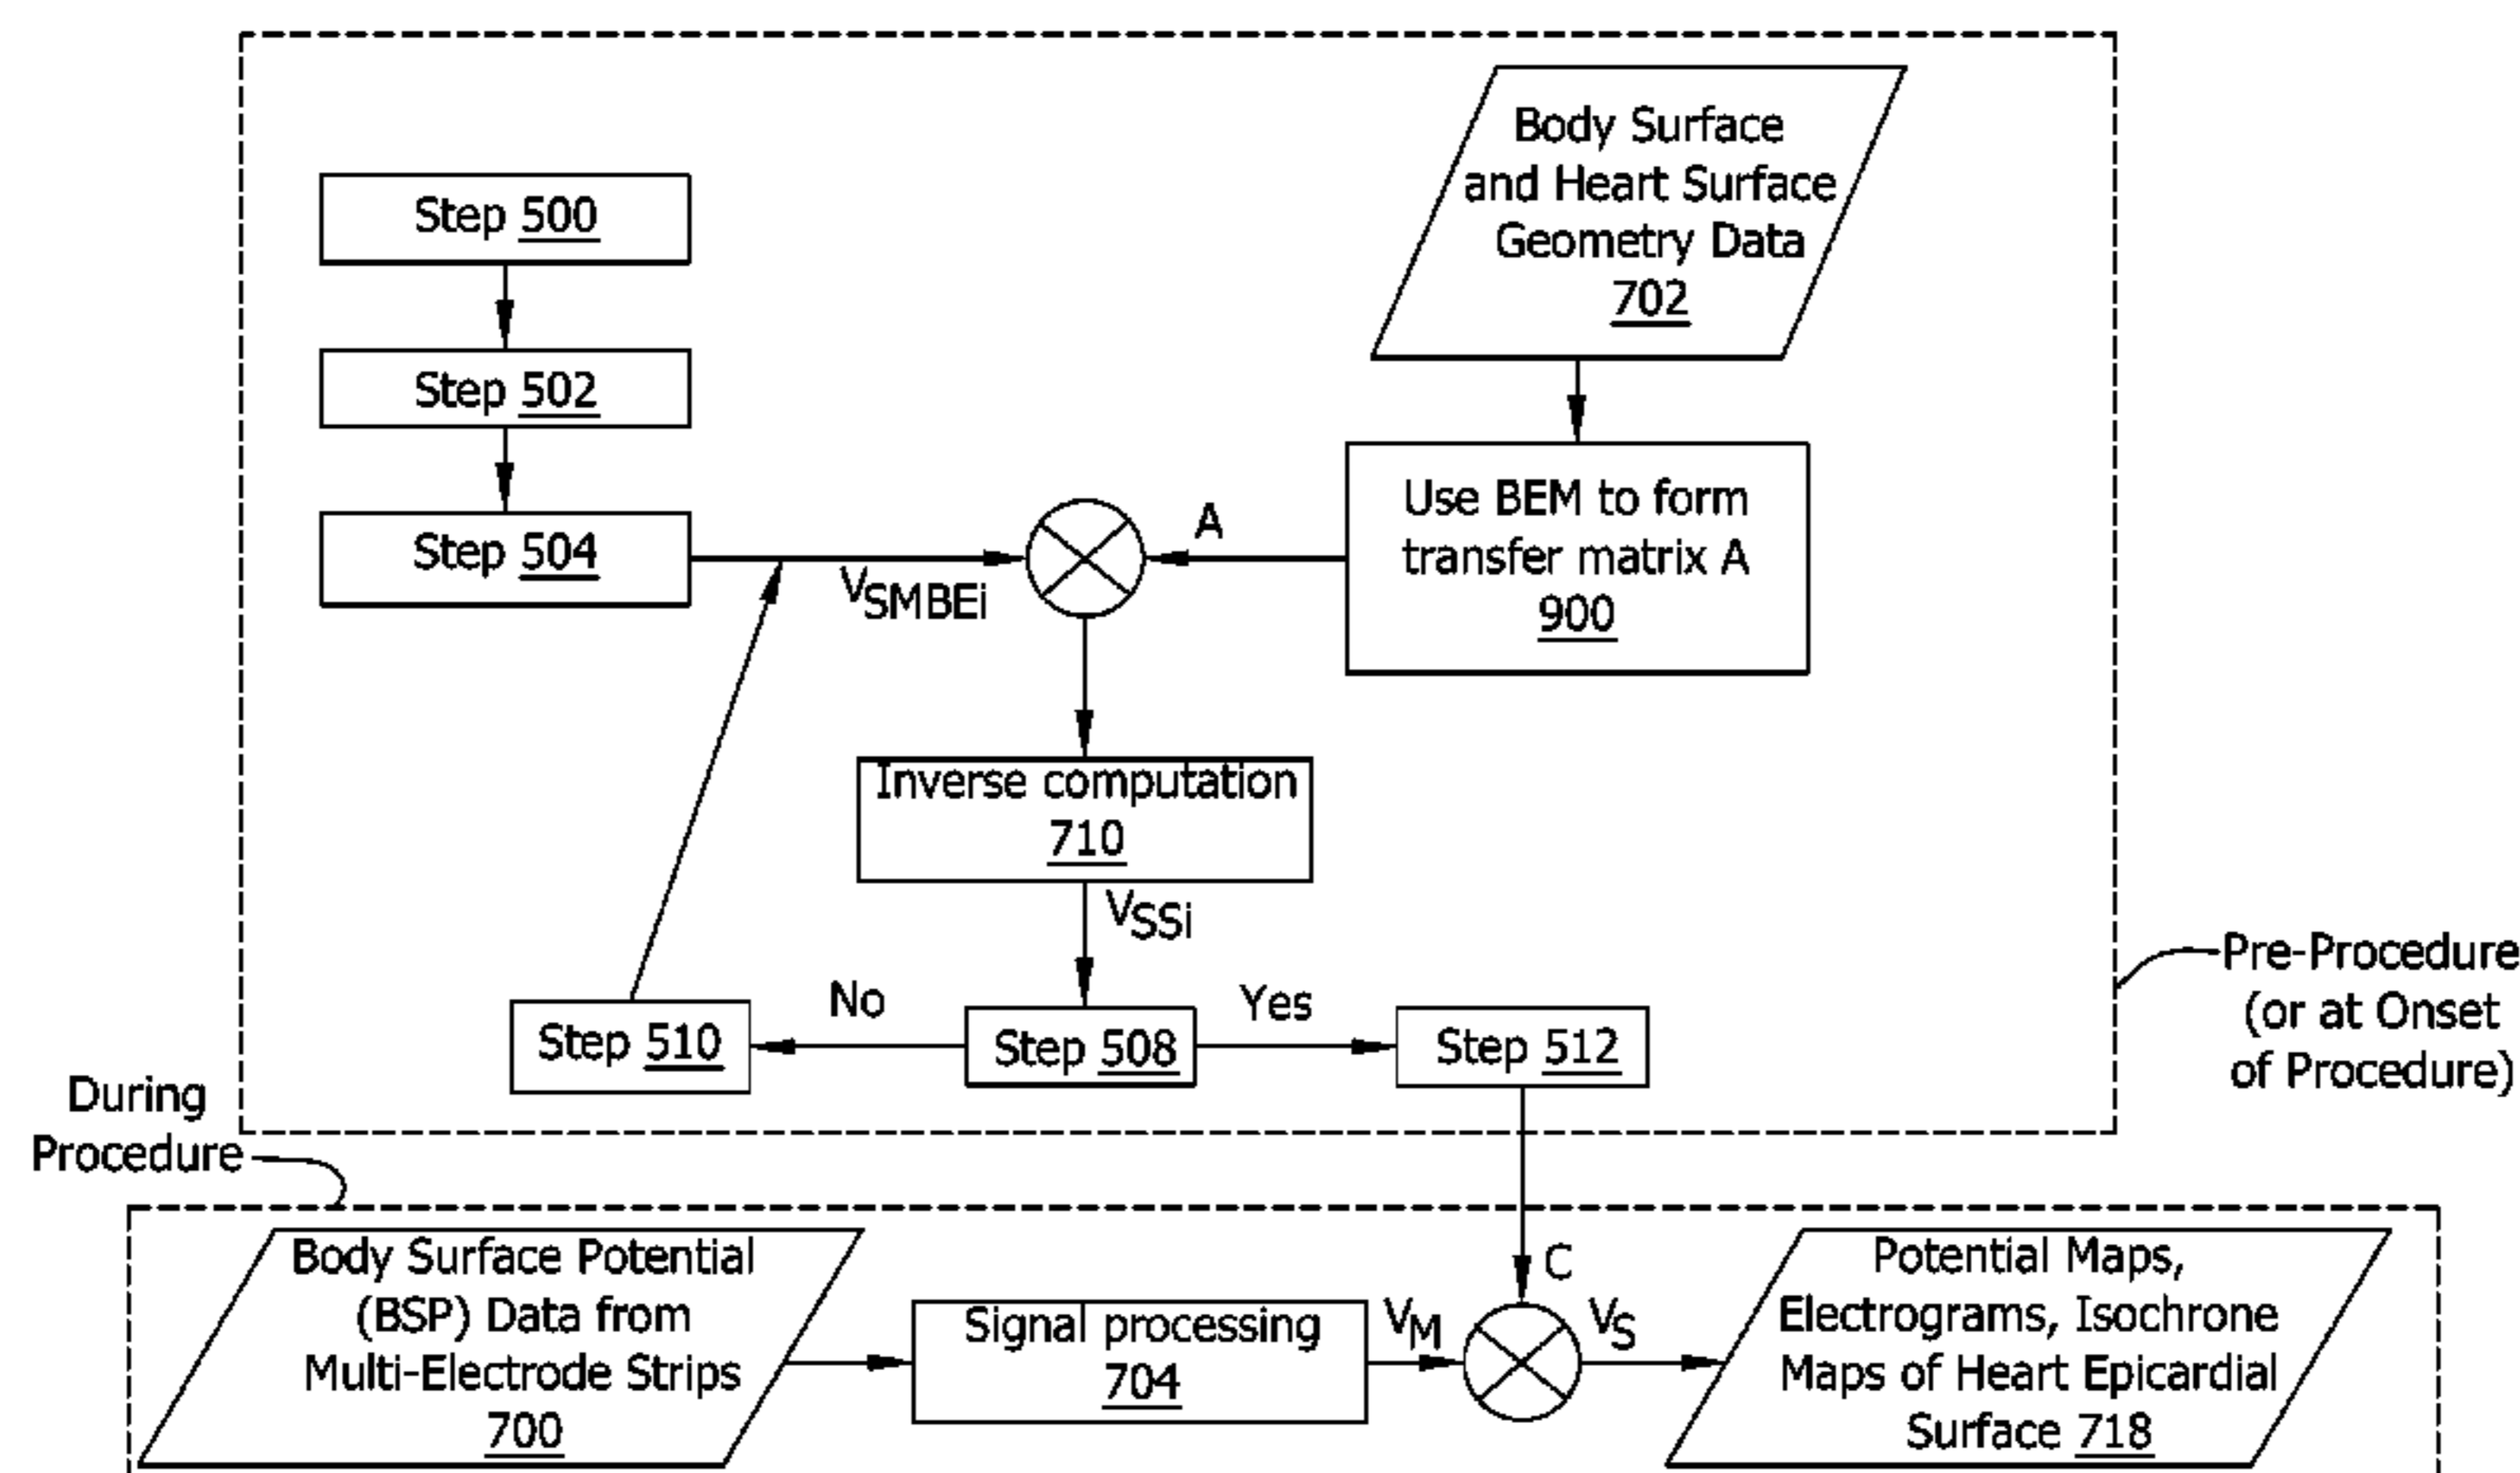 Body Surface
and Heart Surface
Geometry Data
702
Step 500
Step 502
Step 504
Use BEM to form
transfer matrix A
900
A
VSMBEi
Inverse computation
710
VSSi
No
Yes
Step 510
Step 508
Step 512
Pre-Procedure
(or at Onset
of Procedure)
During
Procedure
Body Surface Potential
(BSP) Data from
Multi-Electrode Strips
700
Signal processing
704
VM
C
VS
Potential Maps,
Electrograms, Isochrone
Maps of Heart Epicardial
Surface 718